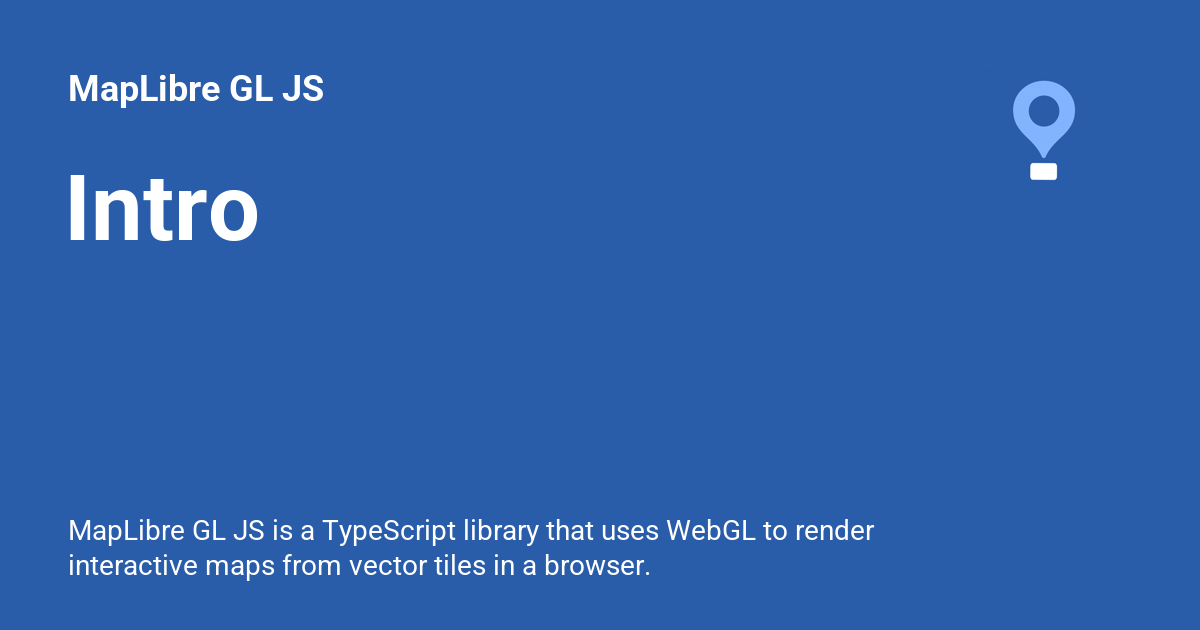 MapLibre GL JS
Intro
MapLibre GL JS is a TypeScript library that uses WebGL to render
interactive maps from vector tiles in a browser.